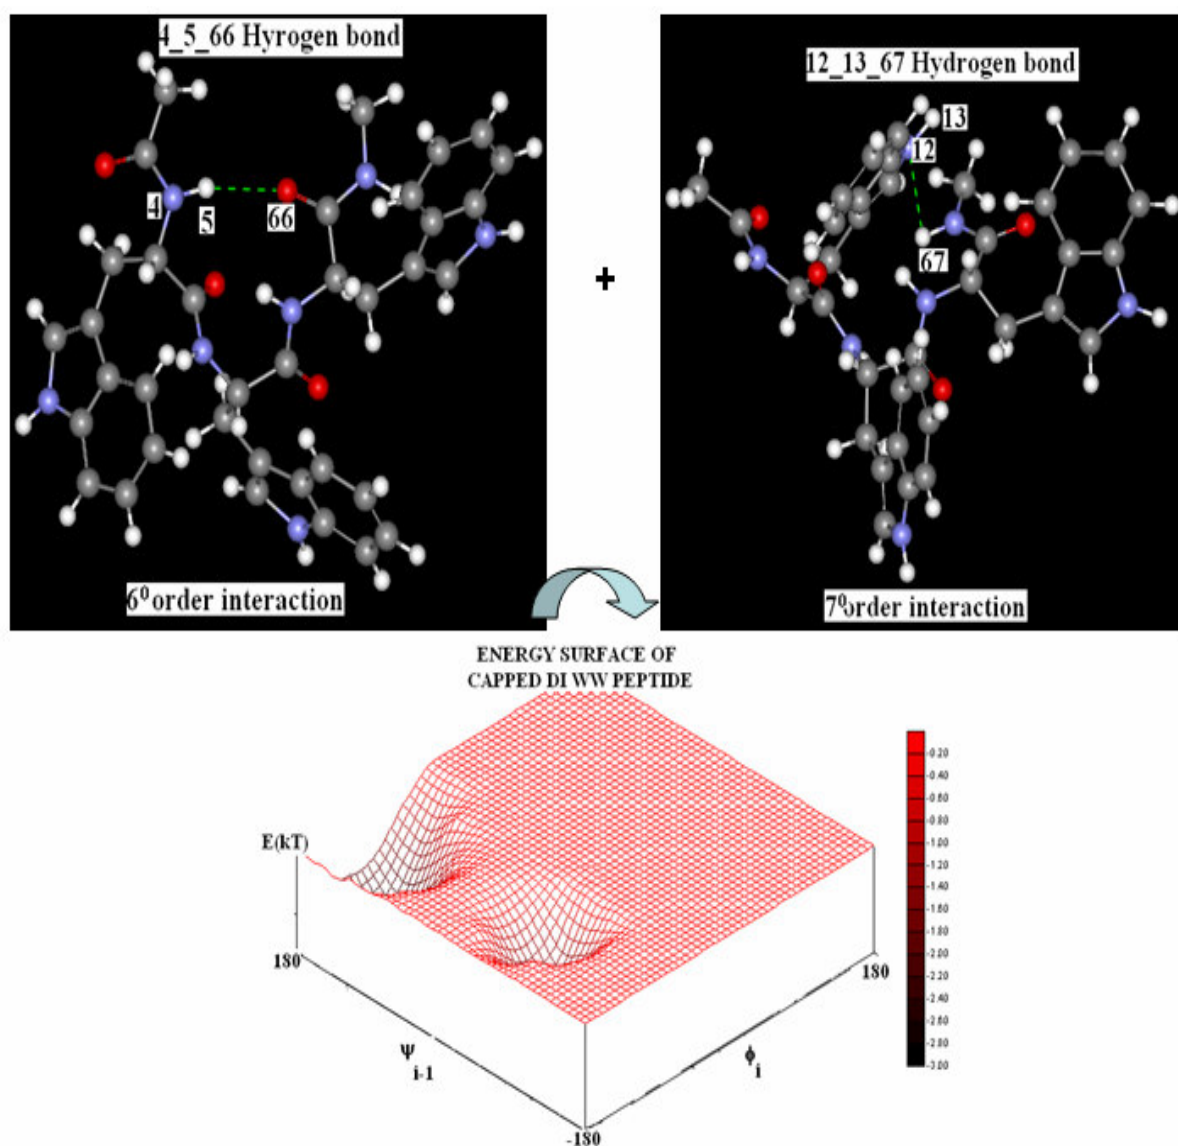 4_5_66 Hyrogen bond
12_13_67 Hydrogen bond
4
5
66
13
12
67
+
6⁰order interaction
7⁰order interaction
ENERGY SURFACE OF
CAPPED DI WW PEPTIDE
E(kT)
180
180
-180
Ψ
i-1
ϕ
i
-0.20
-0.40
-0.60
-0.80
-1.00
-1.20
-1.40
-1.60
-1.80
-2.00
-2.20
-2.40
-2.60
-2.80
-3.00